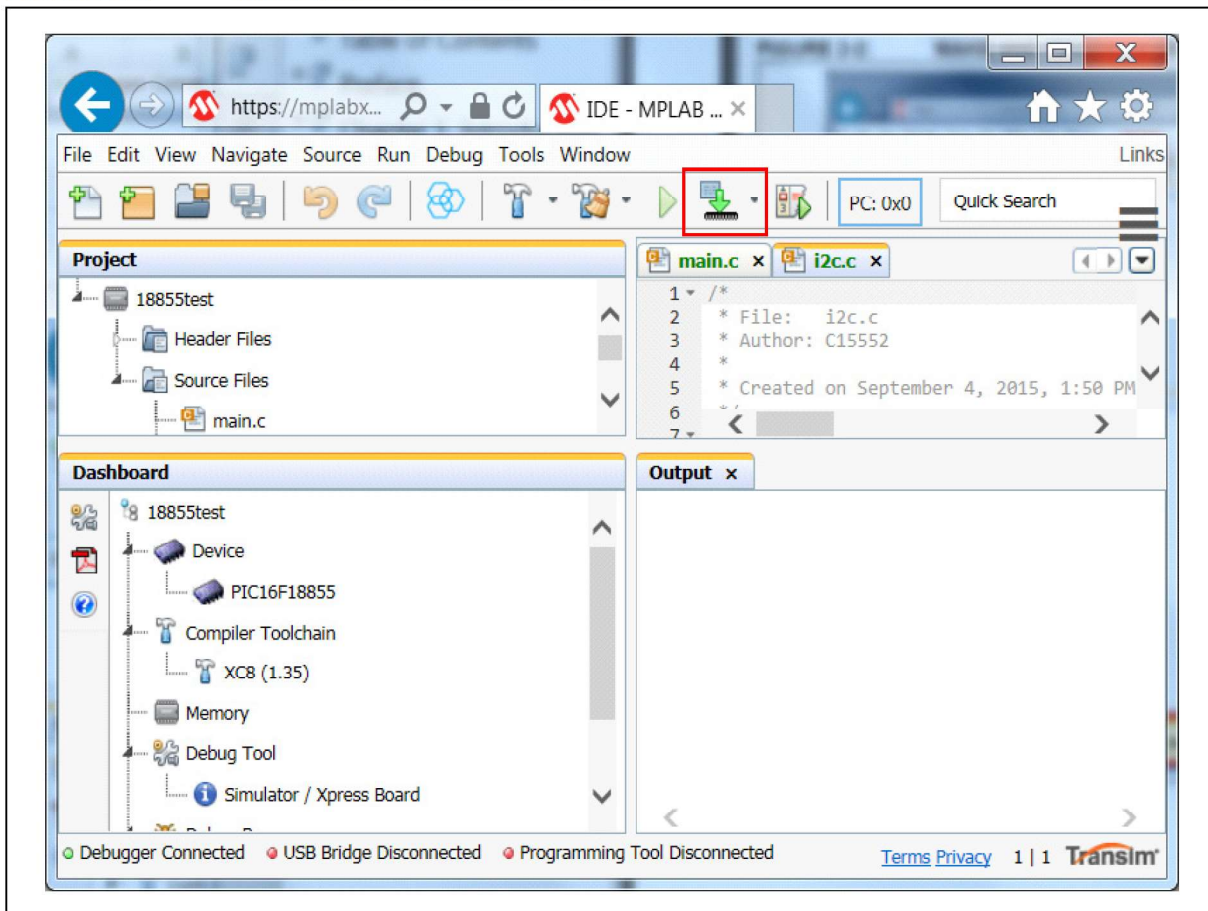 X
https://mplabx... IDE - MPLAB ... ×
File Edit View Navigate Source Run Debug Tools Window Links
PC: 0x0 Quick Search
Project
18855test
Header Files
Source Files
main.c
main.c × i2c.c ×
1 /*
2 * File: i2c.c
3 * Author: C15552
4 *
5 * Created on September 4, 2015, 1:50 PM
6 */
7
Dashboard
18855test
Device
PIC16F18855
Compiler Toolchain
XC8 (1.35)
Memory
Debug Tool
Simulator / Xpress Board
Output ×
Debugger Connected USB Bridge Disconnected Programming Tool Disconnected Terms Privacy 1 | 1 Transim